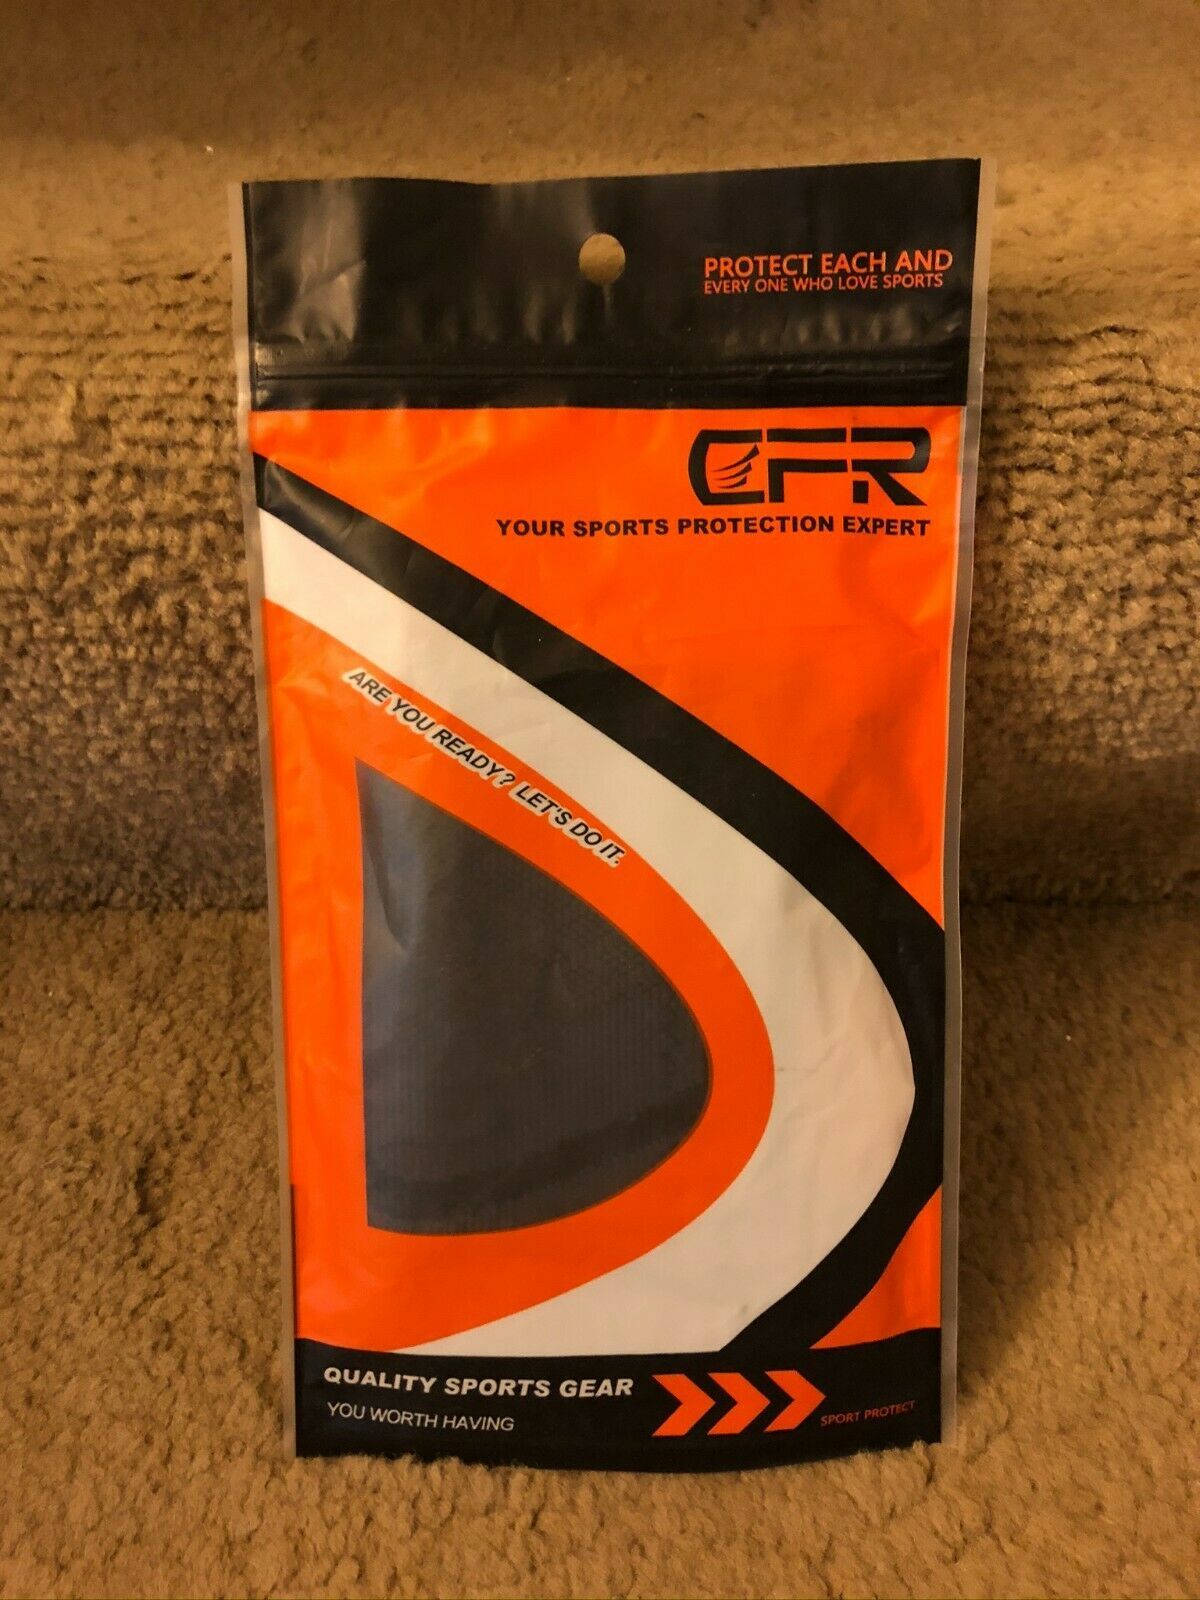 PROTECT EACH AND
EVERY ONE WHO LOVE SPORTS
CFR
YOUR SPORTS PROTECTION EXPERT
ARE YOU READY? LET'S DO IT.
QUALITY SPORTS GEAR
YOU WORTH HAVING
SPORT PROTECT